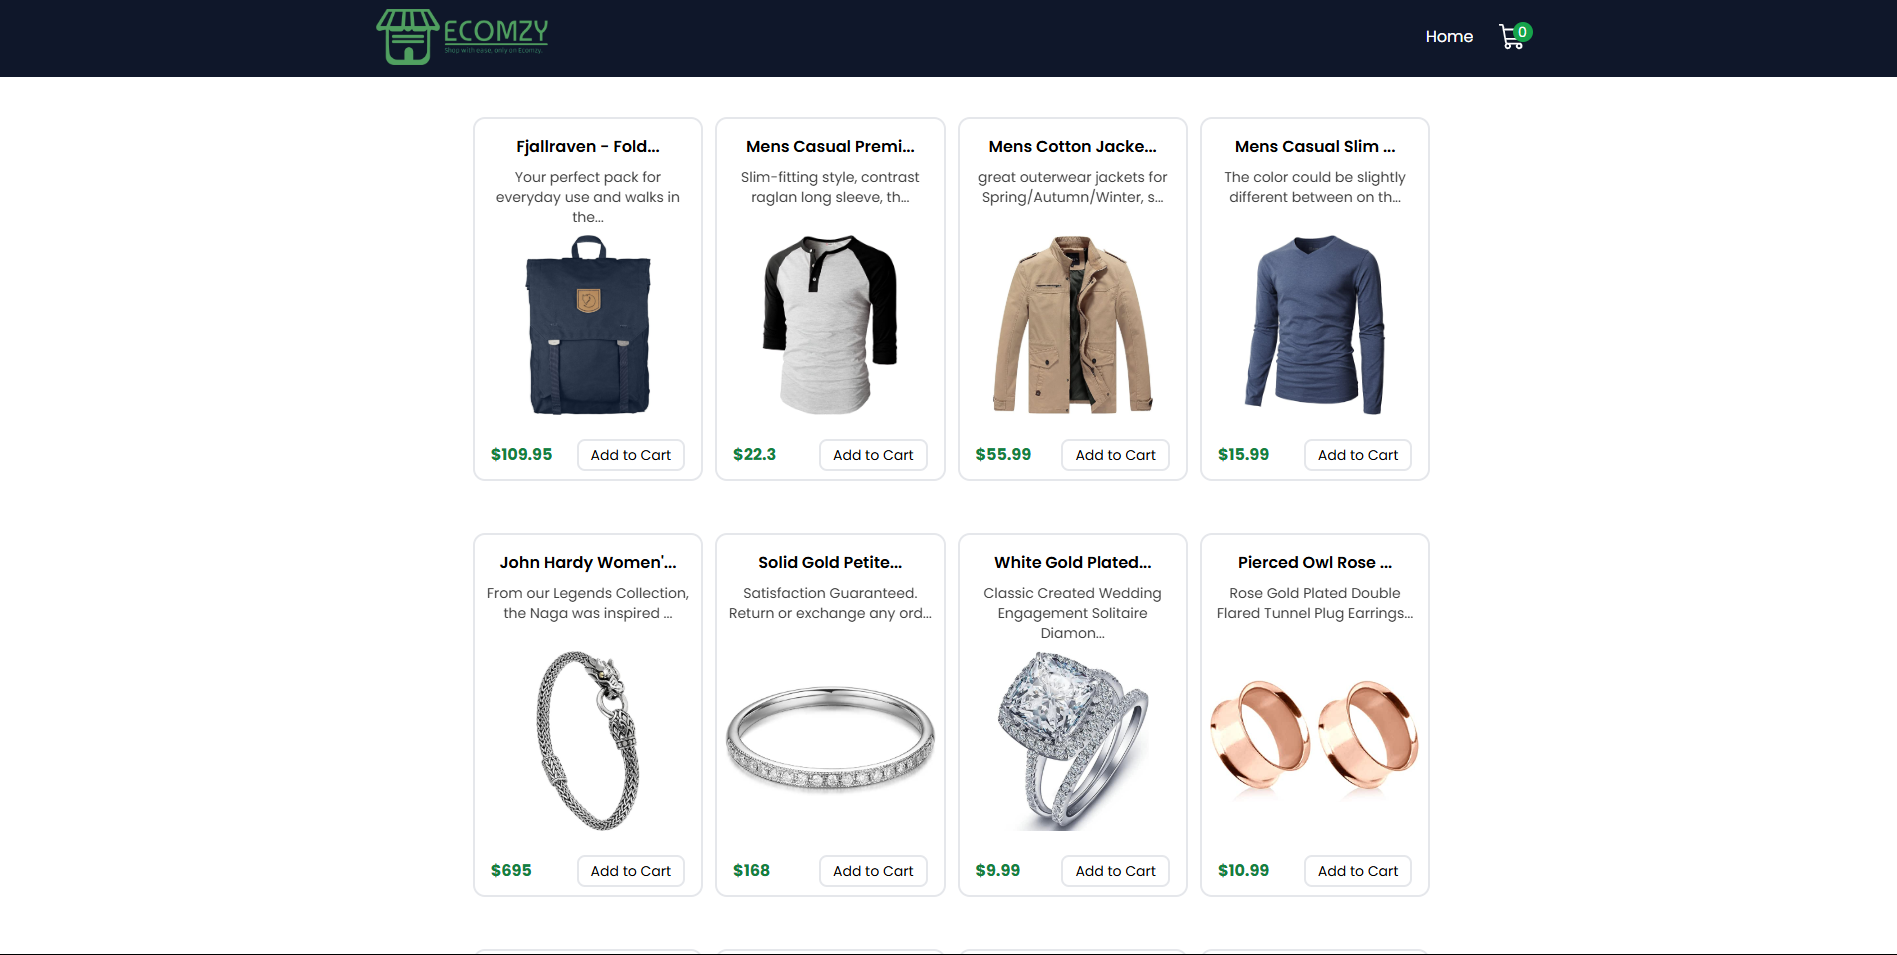 ECOMZY
Shop with ease, only on Ecomzy.
Home
0
Fjallraven - Fold...
Your perfect pack for
everyday use and walks in
the...
$109.95
Add to Cart
Mens Casual Premi...
Slim-fitting style, contrast
raglan long sleeve, th...
$22.3
Add to Cart
Mens Cotton Jacke...
great outerwear jackets for
Spring/Autumn/Winter, s...
$55.99
Add to Cart
Mens Casual Slim ...
The color could be slightly
different between on th...
$15.99
Add to Cart
John Hardy Women'...
From our Legends Collection,
the Naga was inspired ...
$695
Add to Cart
Solid Gold Petite...
Satisfaction Guaranteed.
Return or exchange any ord...
$168
Add to Cart
White Gold Plated...
Classic Created Wedding
Engagement Solitaire
Diamon...
$9.99
Add to Cart
Pierced Owl Rose ...
Rose Gold Plated Double
Flared Tunnel Plug Earrings...
$10.99
Add to Cart